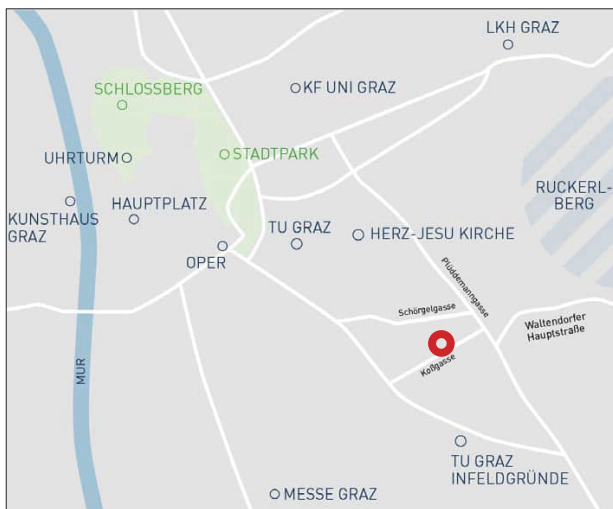 LKH GRAZ
SCHLOSSBERG
KF UNI GRAZ
UHRTURM
STADTPARK
RUCKERL-
BERG
HAUPTPLATZ
KUNSTHAUS
GRAZ
TU GRAZ
HERZ-JESU KIRCHE
OPER
Plüddemanngasse
Schörgelgasse
Waltendorfer
Hauptstraße
Koßgasse
MUR
TU GRAZ
INFELDGRÜNDE
MESSE GRAZ